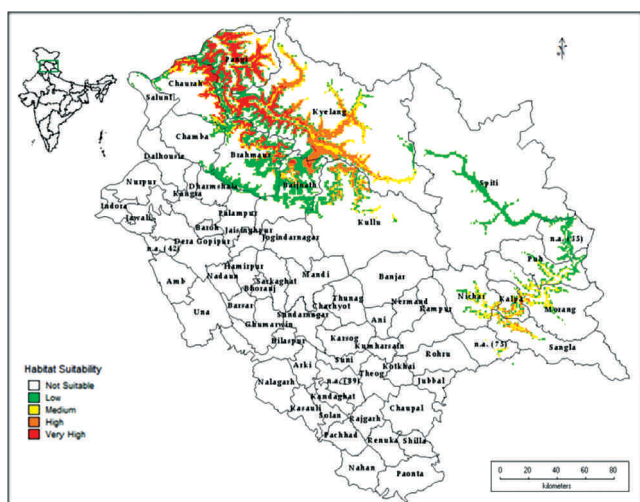 Pangi
Chaurah
Saluni
Kyelang
Chamba
Brahmaur
Dalhousie
Spiti
Nurpur
Dharmshala
Baijnath
Kangla
Indora
Jawali
Palampur
Kullu
n.a. (55)
Baroh
Jaisinghpur
Dera Gopipur
Jogindarnagar
n.a. (42)
Puh
Hamirpur
Mandi
Banjar
Amb
Nadaun
Sarkaghat
Bhoranj
Thunag
Nermand
Nichar
Kalpa
Morang
Una
Barsar
Sundarnagar
Chachyot
Ani
Rampur
Ghumarwin
Karsog
Kumharsain
n.a. (75)
Sangla
Bilaspur
Suni
Rohru
Arki
Theog
Kotkhai
Nalagarh
n.a. (89)
Jubbal
Kandaghat
Kasauli
Solan
Chaupal
Rajgarh
Pachhad
Renuka
Shilla
Nahan
Paonta
Habitat Suitability
Not Suitable
Low
Medium
High
Very High
0 20 40 60 80
kilometers